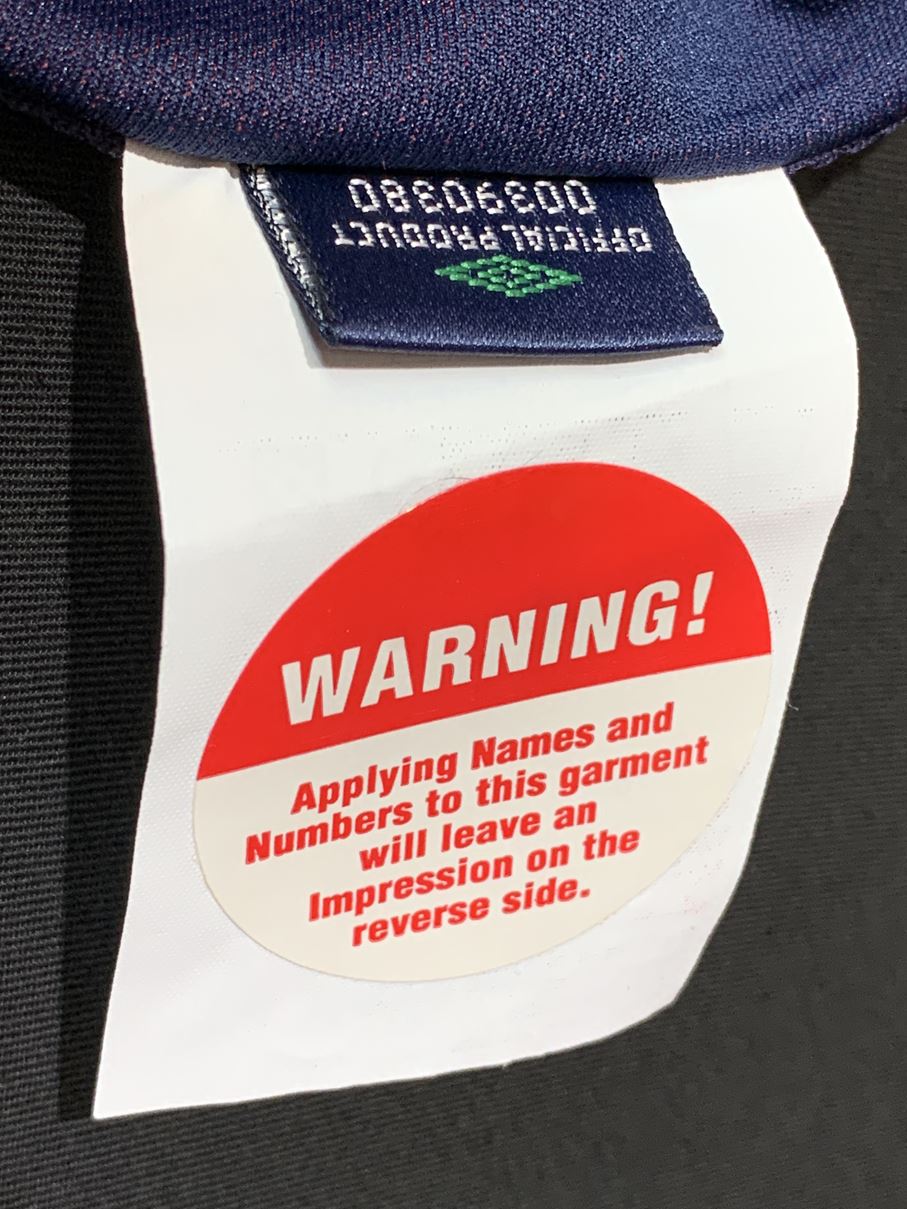 OFFICIAL PRODUCT
00390380
WARNING!
Applying Names and
Numbers to this garment
will leave an
Impression on the
reverse side.